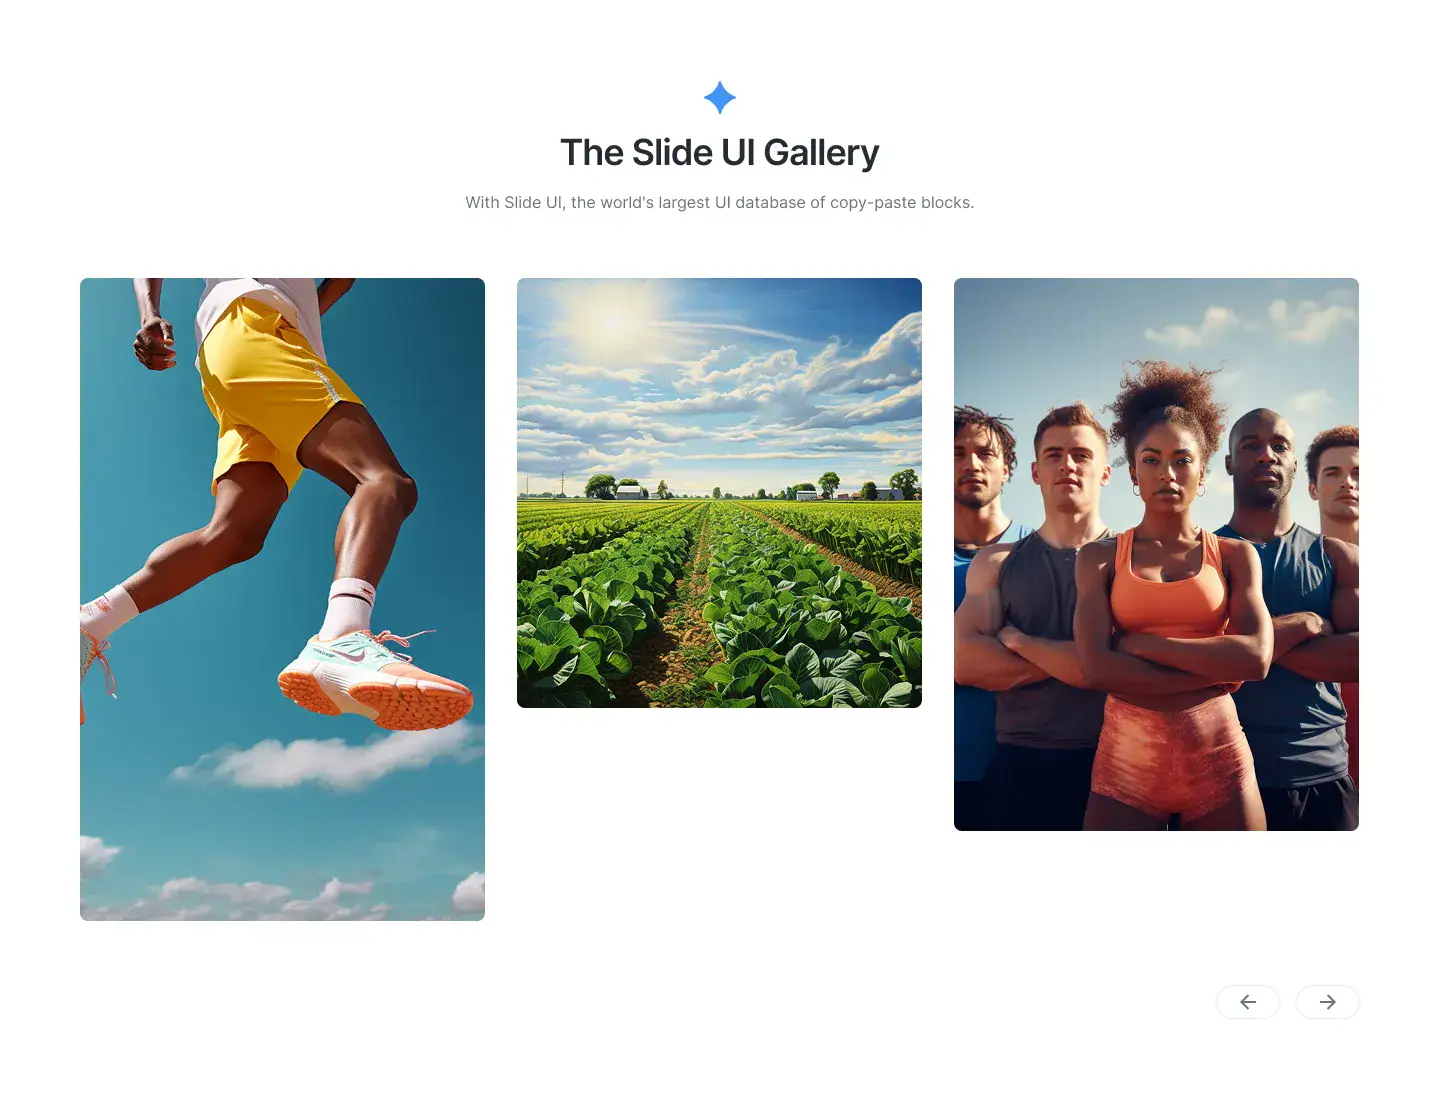 The Slide UI Gallery
With Slide UI, the world's largest UI database of copy-paste blocks.